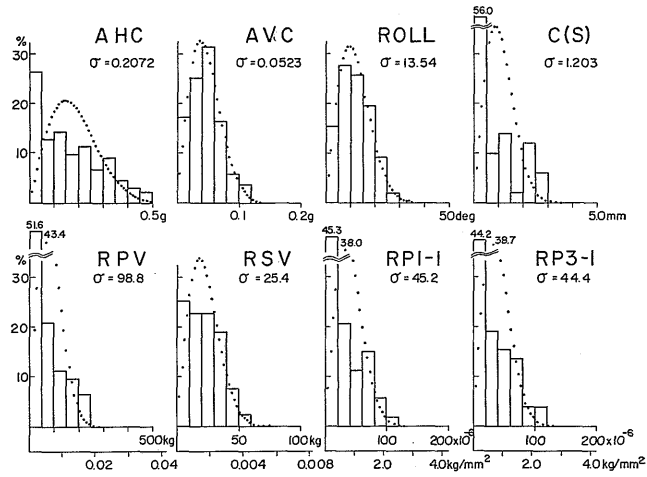 56.0
% AHC AV.C ROLL C(S)
σ=0.2072 σ=0.0523 σ=13.54 σ=1.203
30
20
10
0.5g 0.1 0.2g 50deg 5.0mm
51.6 43.4 45.3 38.0 44.2 38.7
% RPV RSV RP1-1 RP3-1
σ=98.8 σ=25.4 σ=45.2 σ=44.4
20
10
500kg 50 100kg 100 200x10⁻⁶ 100 200x10⁻⁶
0.02 0.04 0.004 0.008 2.0 4.0kg/mm² 2.0 4.0kg/mm²